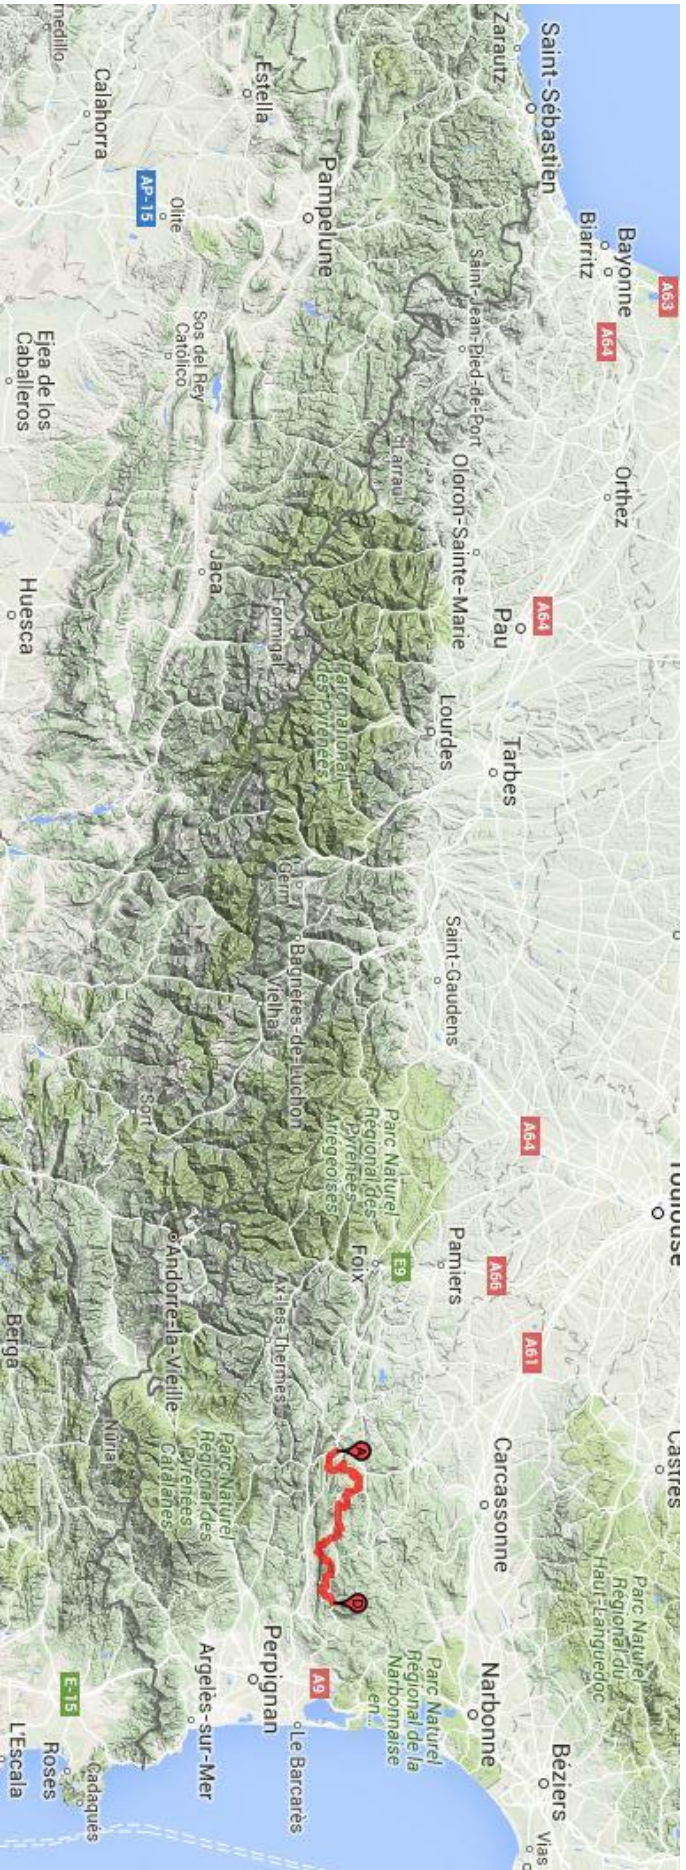 Castres
Toulouse
Parc Naturel
Régional du
Haut-Languedoc
Béziers
Vias
Narbonne
Carcassonne
A61
A66
A64
Pamiers
E9
Foix
Saint-Gaudens
Tarbes
Lourdes
A64
Pau
Orthez
A63
A64
Bayonne
Biarritz
Saint-Sébastien
Zarautz
Saint-Jean-Pied-de-Port
Oloron-Sainte-Marie
Larrau
Parc national
des Pyrénées
Parc Naturel
Régional des
Pyrénées
Ariégeoises
Parc Naturel
Régional de la
Narbonnaise
en...
A
D
A9
Le Barcarès
Perpignan
Argelès-sur-Mer
Ax-les-Thermes
Bagnères-de-Luchon
Germ
Vielha
Formigal
Pampelune
Estella
Calahorra
AP-15
Olite
Sos del Rey
Católico
Jaca
Sort
Andorre-la-Vieille
Parc Naturel
Régional des
Pyrénées
Catalanes
Núria
E-15
Cadaqués
Roses
L'Escala
Berga
Huesca
Ejea de los
Caballeros